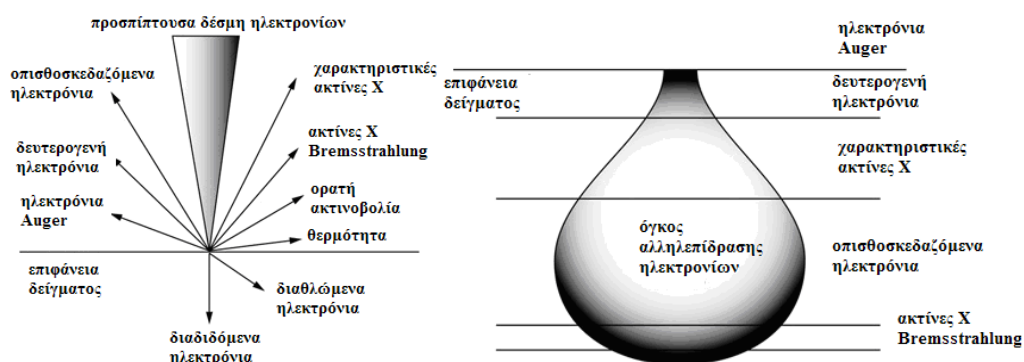 προσπίπτουσα δέσμη ηλεκτρονίων
οπισθοσκεδαζόμενα
ηλεκτρόνια
δευτερογενή
ηλεκτρόνια
ηλεκτρόνια
Auger
επιφάνεια
δείγματος
χαρακτηριστικές
ακτίνες Χ
ακτίνες Χ
Bremsstrahlung
ορατή
ακτινοβολία
θερμότητα
διαθλώμενα
ηλεκτρόνια
διαδιδόμενα
ηλεκτρόνια
ηλεκτρόνια
Auger
επιφάνεια
δείγματος
δευτερογενή
ηλεκτρόνια
χαρακτηριστικές
ακτίνες Χ
όγκος
αλληλεπίδρασης
ηλεκτρονίων
οπισθοσκεδαζόμενα
ηλεκτρόνια
ακτίνες Χ
Bremsstrahlung